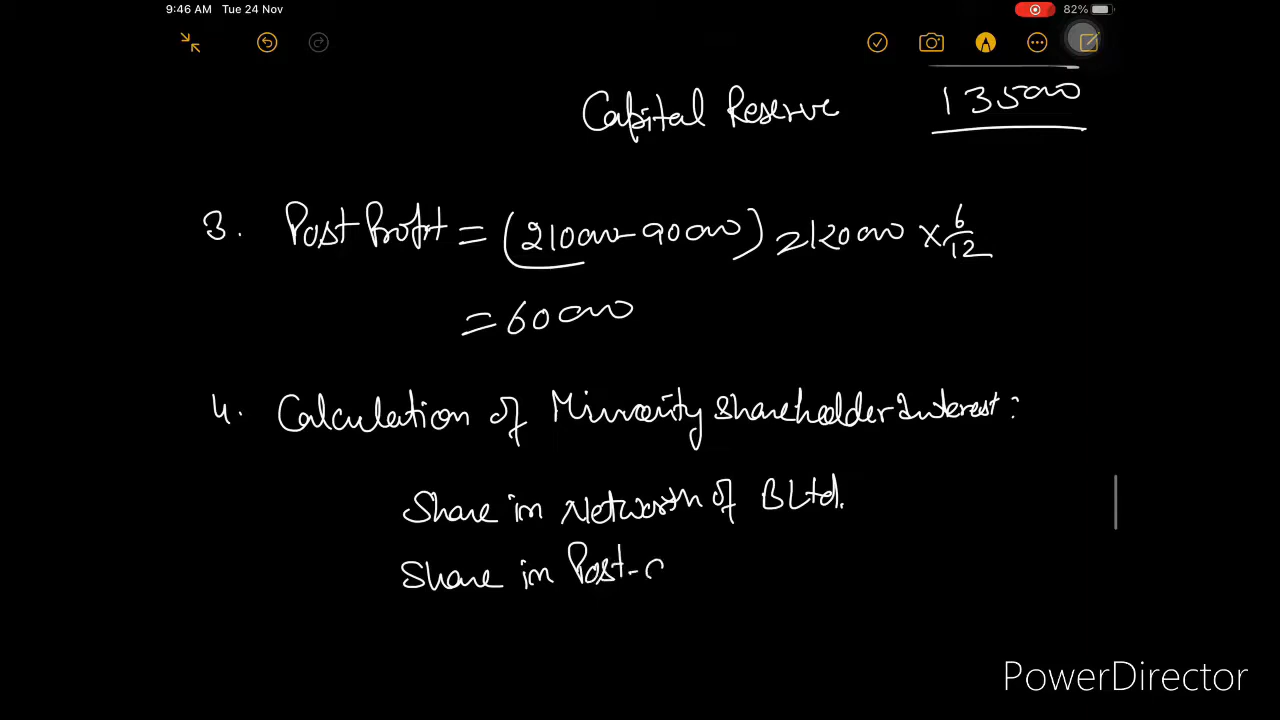 9:46 AM Tue 24 Nov
82%
135000
Capital Reserve
3. Post Profit = (210000-90000) = 120000 × 6/12
= 60000
4. Calculation of Minority Shareholder Interest:
Share in Networth of B Ltd.
Share in Post-
PowerDirector